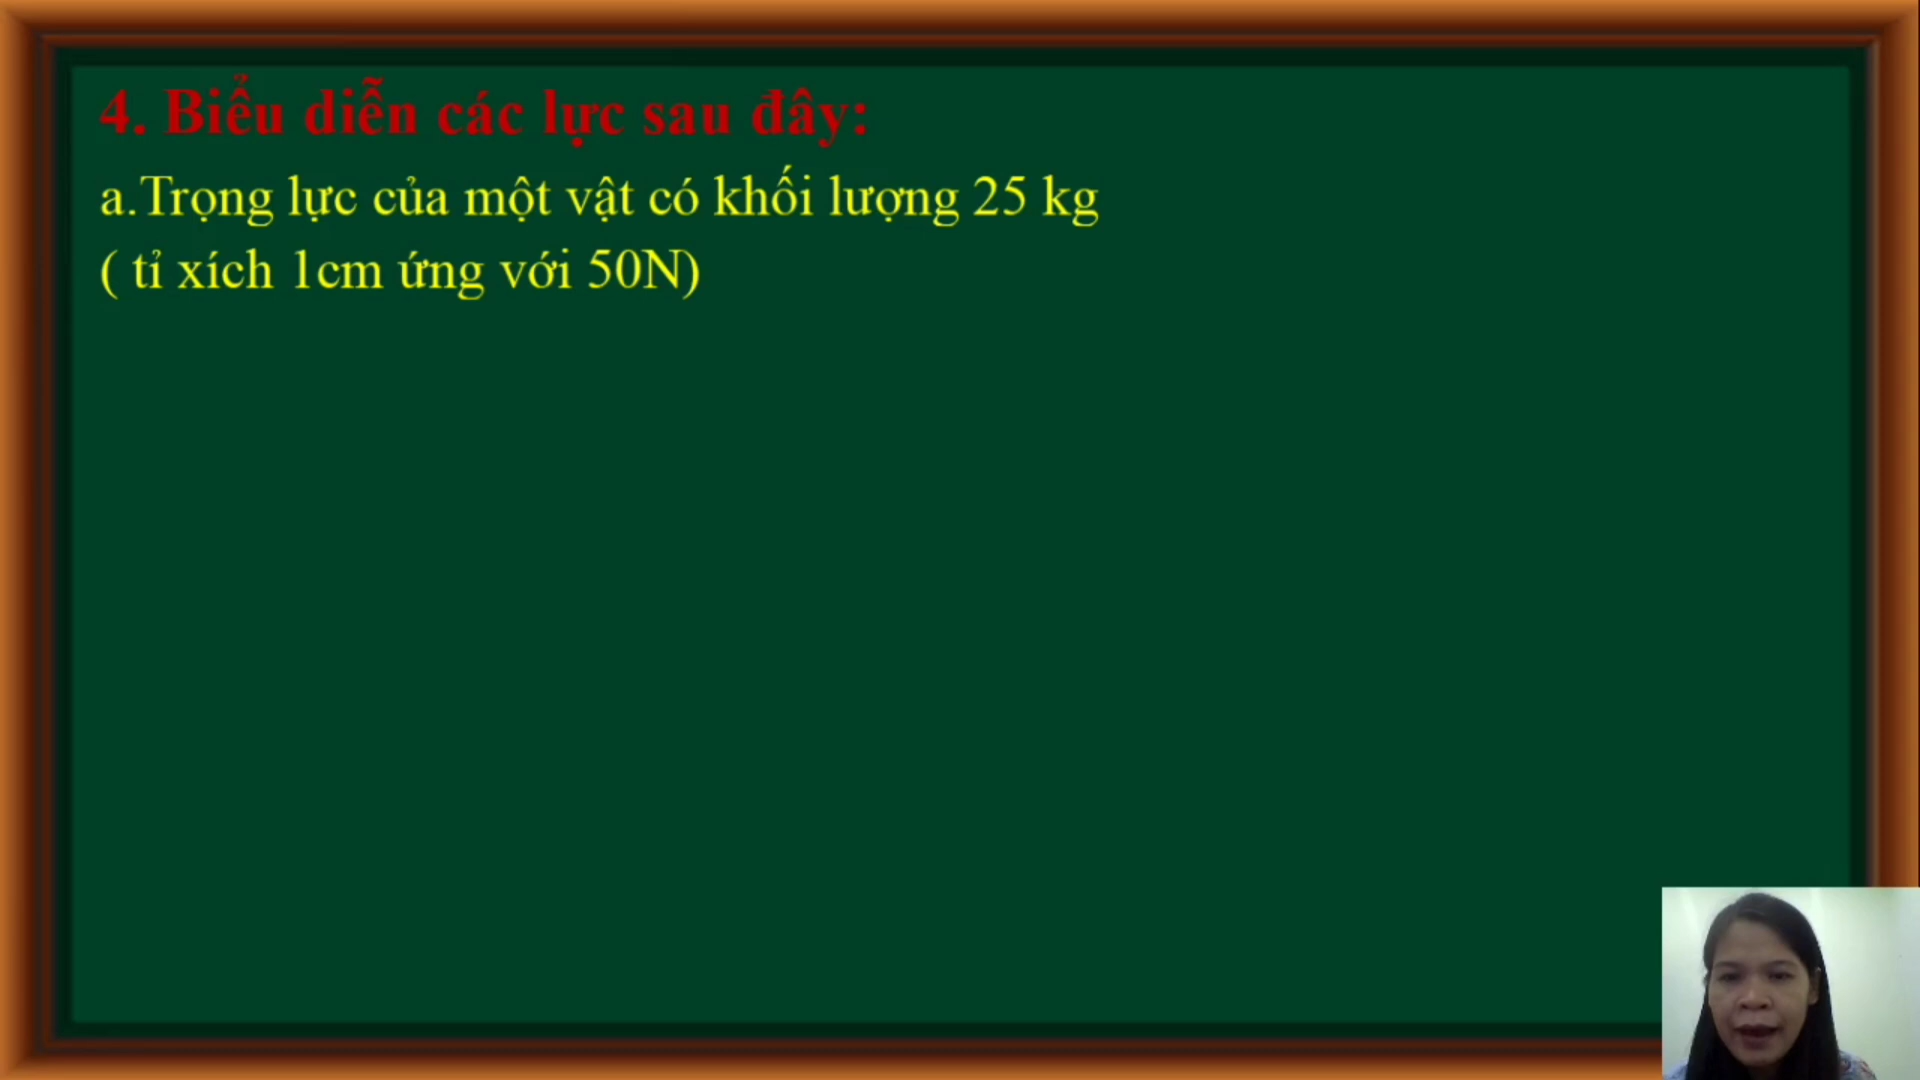 4. Biểu diễn các lực sau đây:
a.Trọng lực của một vật có khối lượng 25 kg
( tỉ xích 1cm ứng với 50N)